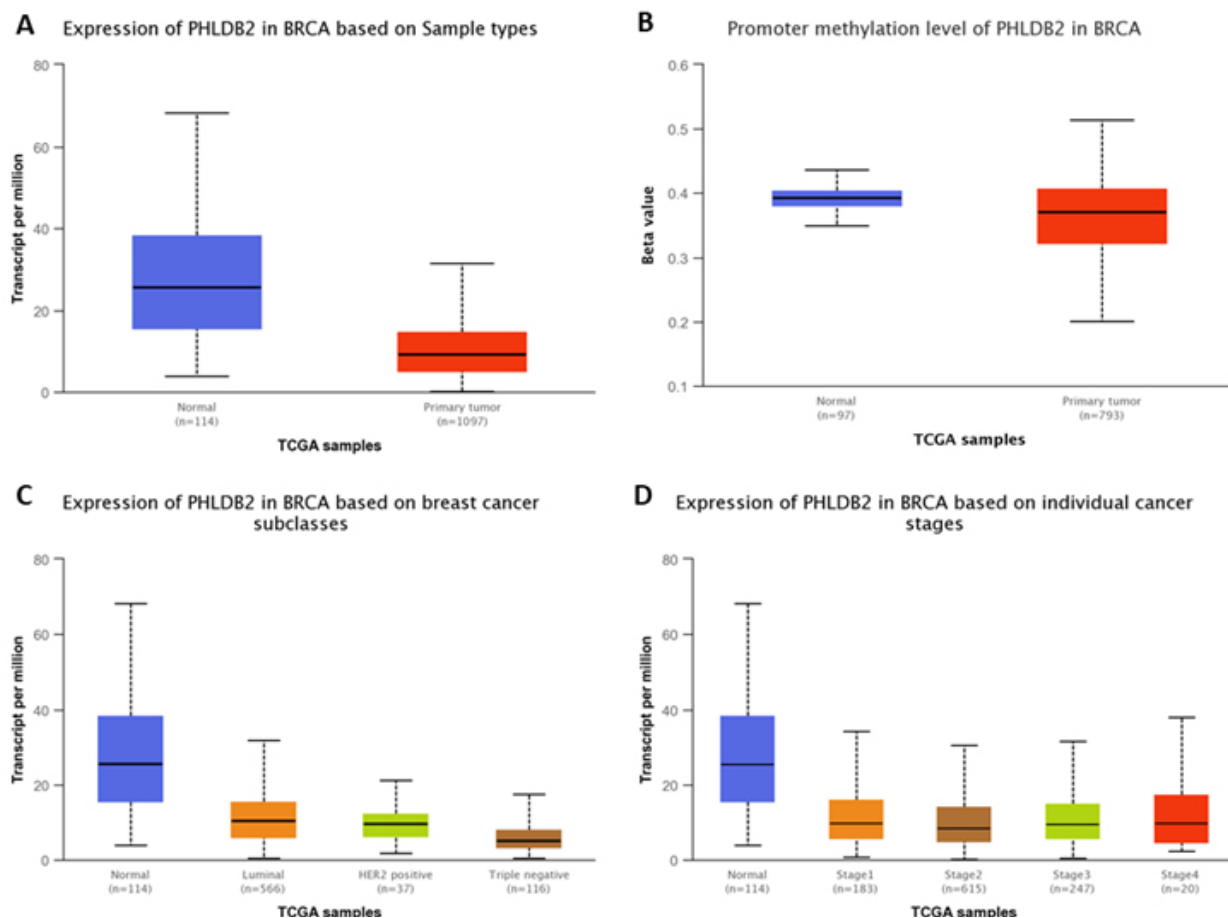 A
Expression of PHLDB2 in BRCA based on Sample types
80
60
40
20
0
Transcript per million
Normal
(n=114)
Primary tumor
(n=1097)
TCGA samples
B
Promoter methylation level of PHLDB2 in BRCA
0.6
0.5
0.4
0.3
0.2
0.1
Beta value
Normal
(n=97)
Primary tumor
(n=793)
TCGA samples
C
Expression of PHLDB2 in BRCA based on breast cancer
subclasses
80
60
40
20
0
Transcript per million
Normal
(n=114)
Luminal
(n=566)
HER2 positive
(n=37)
Triple negative
(n=116)
TCGA samples
D
Expression of PHLDB2 in BRCA based on individual cancer
stages
80
60
40
20
0
Transcript per million
Normal
(n=114)
Stage1
(n=183)
Stage2
(n=615)
Stage3
(n=247)
Stage4
(n=20)
TCGA samples